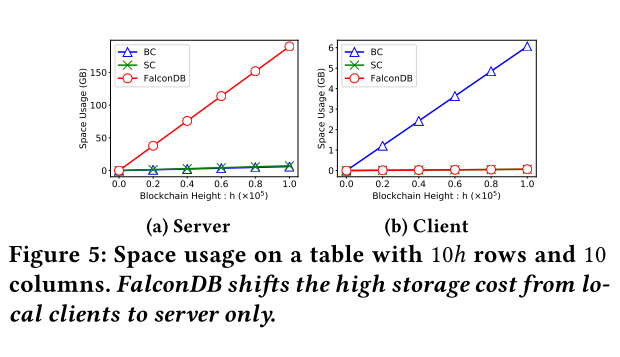 BC
SC
FalconDB
Space Usage (GB)
150
100
50
0
0.0 0.2 0.4 0.6 0.8 1.0
Blockchain Height : h (×10⁵)
(a) Server
BC
SC
FalconDB
Space Usage (GB)
6
5
4
3
2
1
0
0.0 0.2 0.4 0.6 0.8 1.0
Blockchain Height : h (×10⁵)
(b) Client
Figure 5: Space usage on a table with 10h rows and 10
columns. FalconDB shifts the high storage cost from lo-
cal clients to server only.